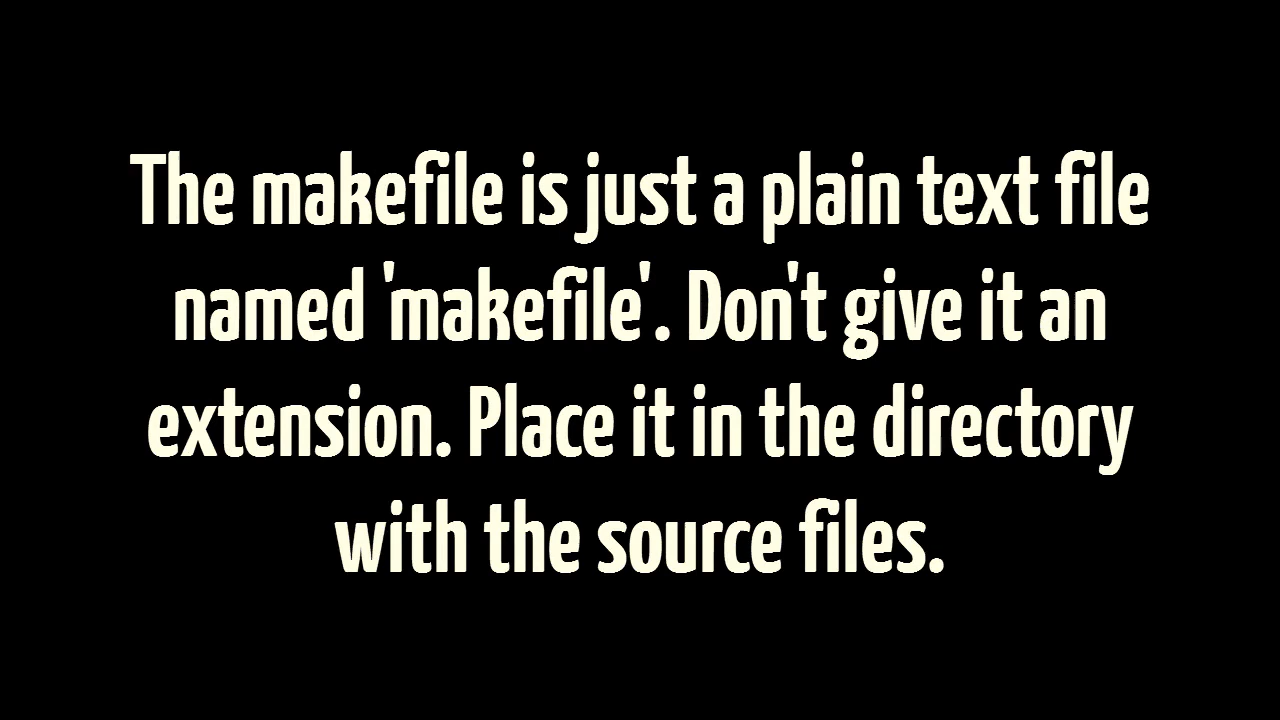 The makefile is just a plain text file
named 'makefile'. Don't give it an
extension. Place it in the directory
with the source files.